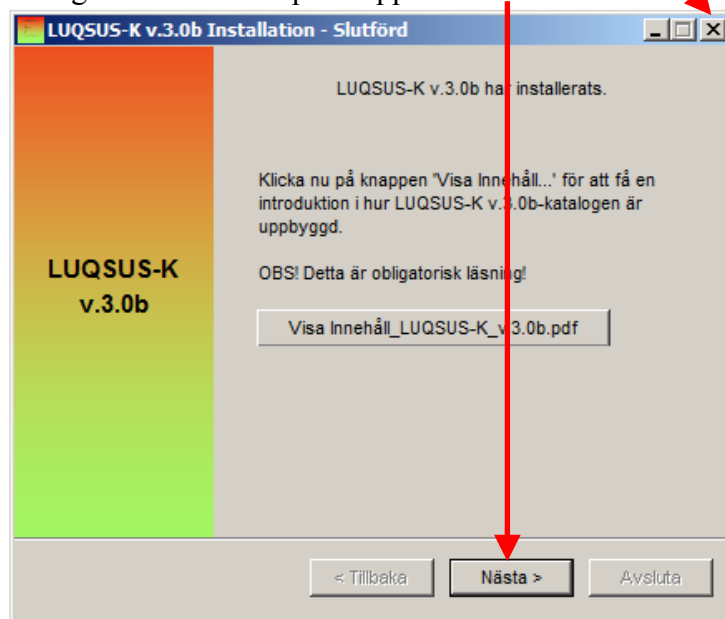 LUQSUS-K v.3.0b Installation - Slutförd
LUQSUS-K v.3.0b har installerats.
Klicka nu på knappen 'Visa Innehåll...' för att få en
introduktion i hur LUQSUS-K v.3.0b-katalogen är
uppbyggd.
LUQSUS-K
v.3.0b
OBS! Detta är obligatorisk läsning!
Visa Innehåll_LUQSUS-K_v.3.0b.pdf
< Tillbaka
Nästa >
Avsluta